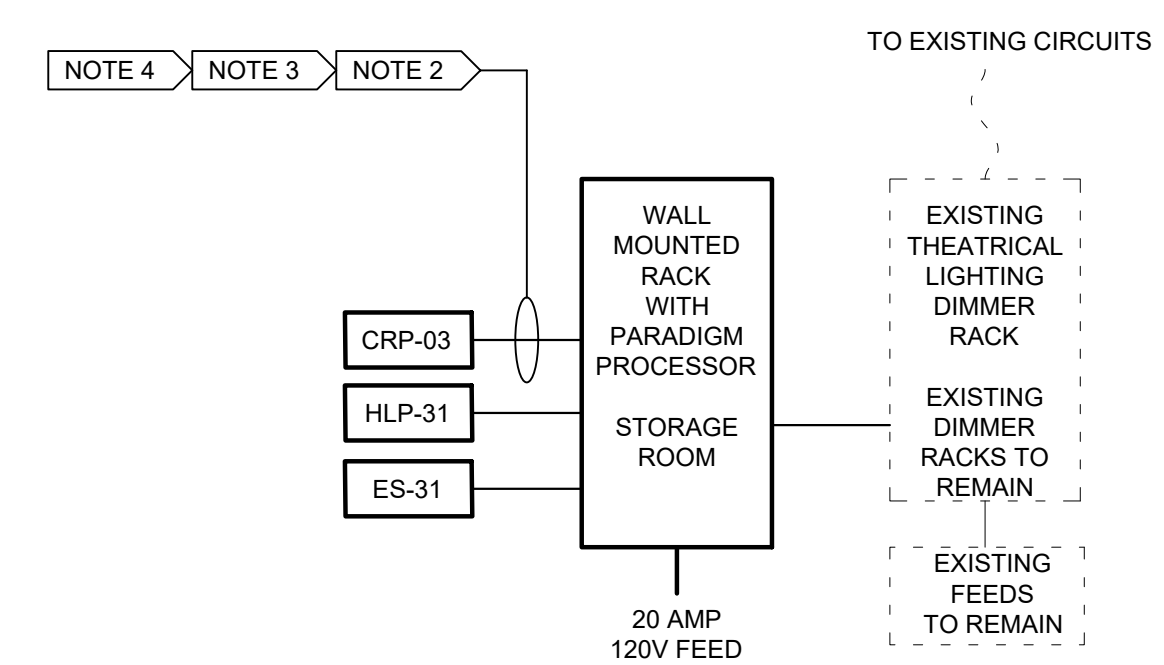 TO EXISTING CIRCUITS
NOTE 4
NOTE 3
NOTE 2
WALL
MOUNTED
RACK
WITH
PARADIGM
PROCESSOR
STORAGE
ROOM
EXISTING
THEATRICAL
LIGHTING
DIMMER
RACK
EXISTING
DIMMER
RACKS TO
REMAIN
CRP-03
HLP-31
ES-31
EXISTING
FEEDS
TO REMAIN
20 AMP
120V FEED